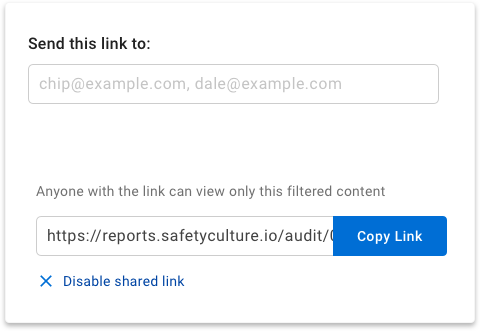 Send this link to:
chip@example.com, dale@example.com
Anyone with the link can view only this filtered content
https://reports.safetyculture.io/audit/
Copy Link
Disable shared link